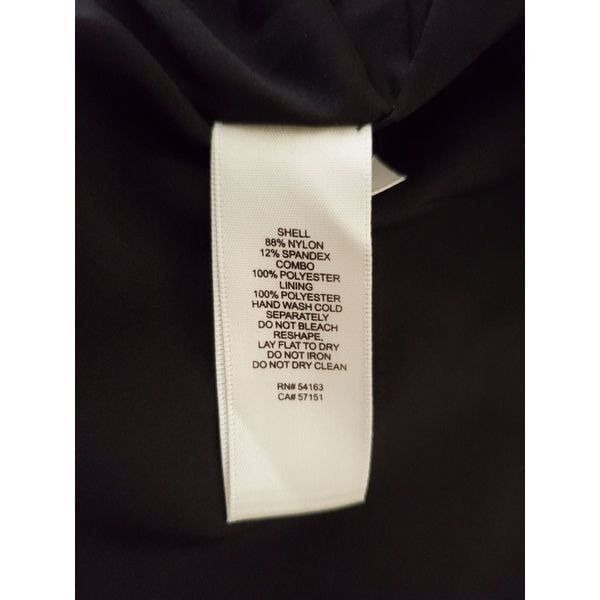 SHELL
88% NYLON
12% SPANDEX
COMBO
100% POLYESTER
LINING
100% POLYESTER
HAND WASH COLD
SEPARATELY
DO NOT BLEACH
RESHAPE,
LAY FLAT TO DRY
DO NOT IRON
DO NOT DRY CLEAN
RN# 54163
CA# 57151